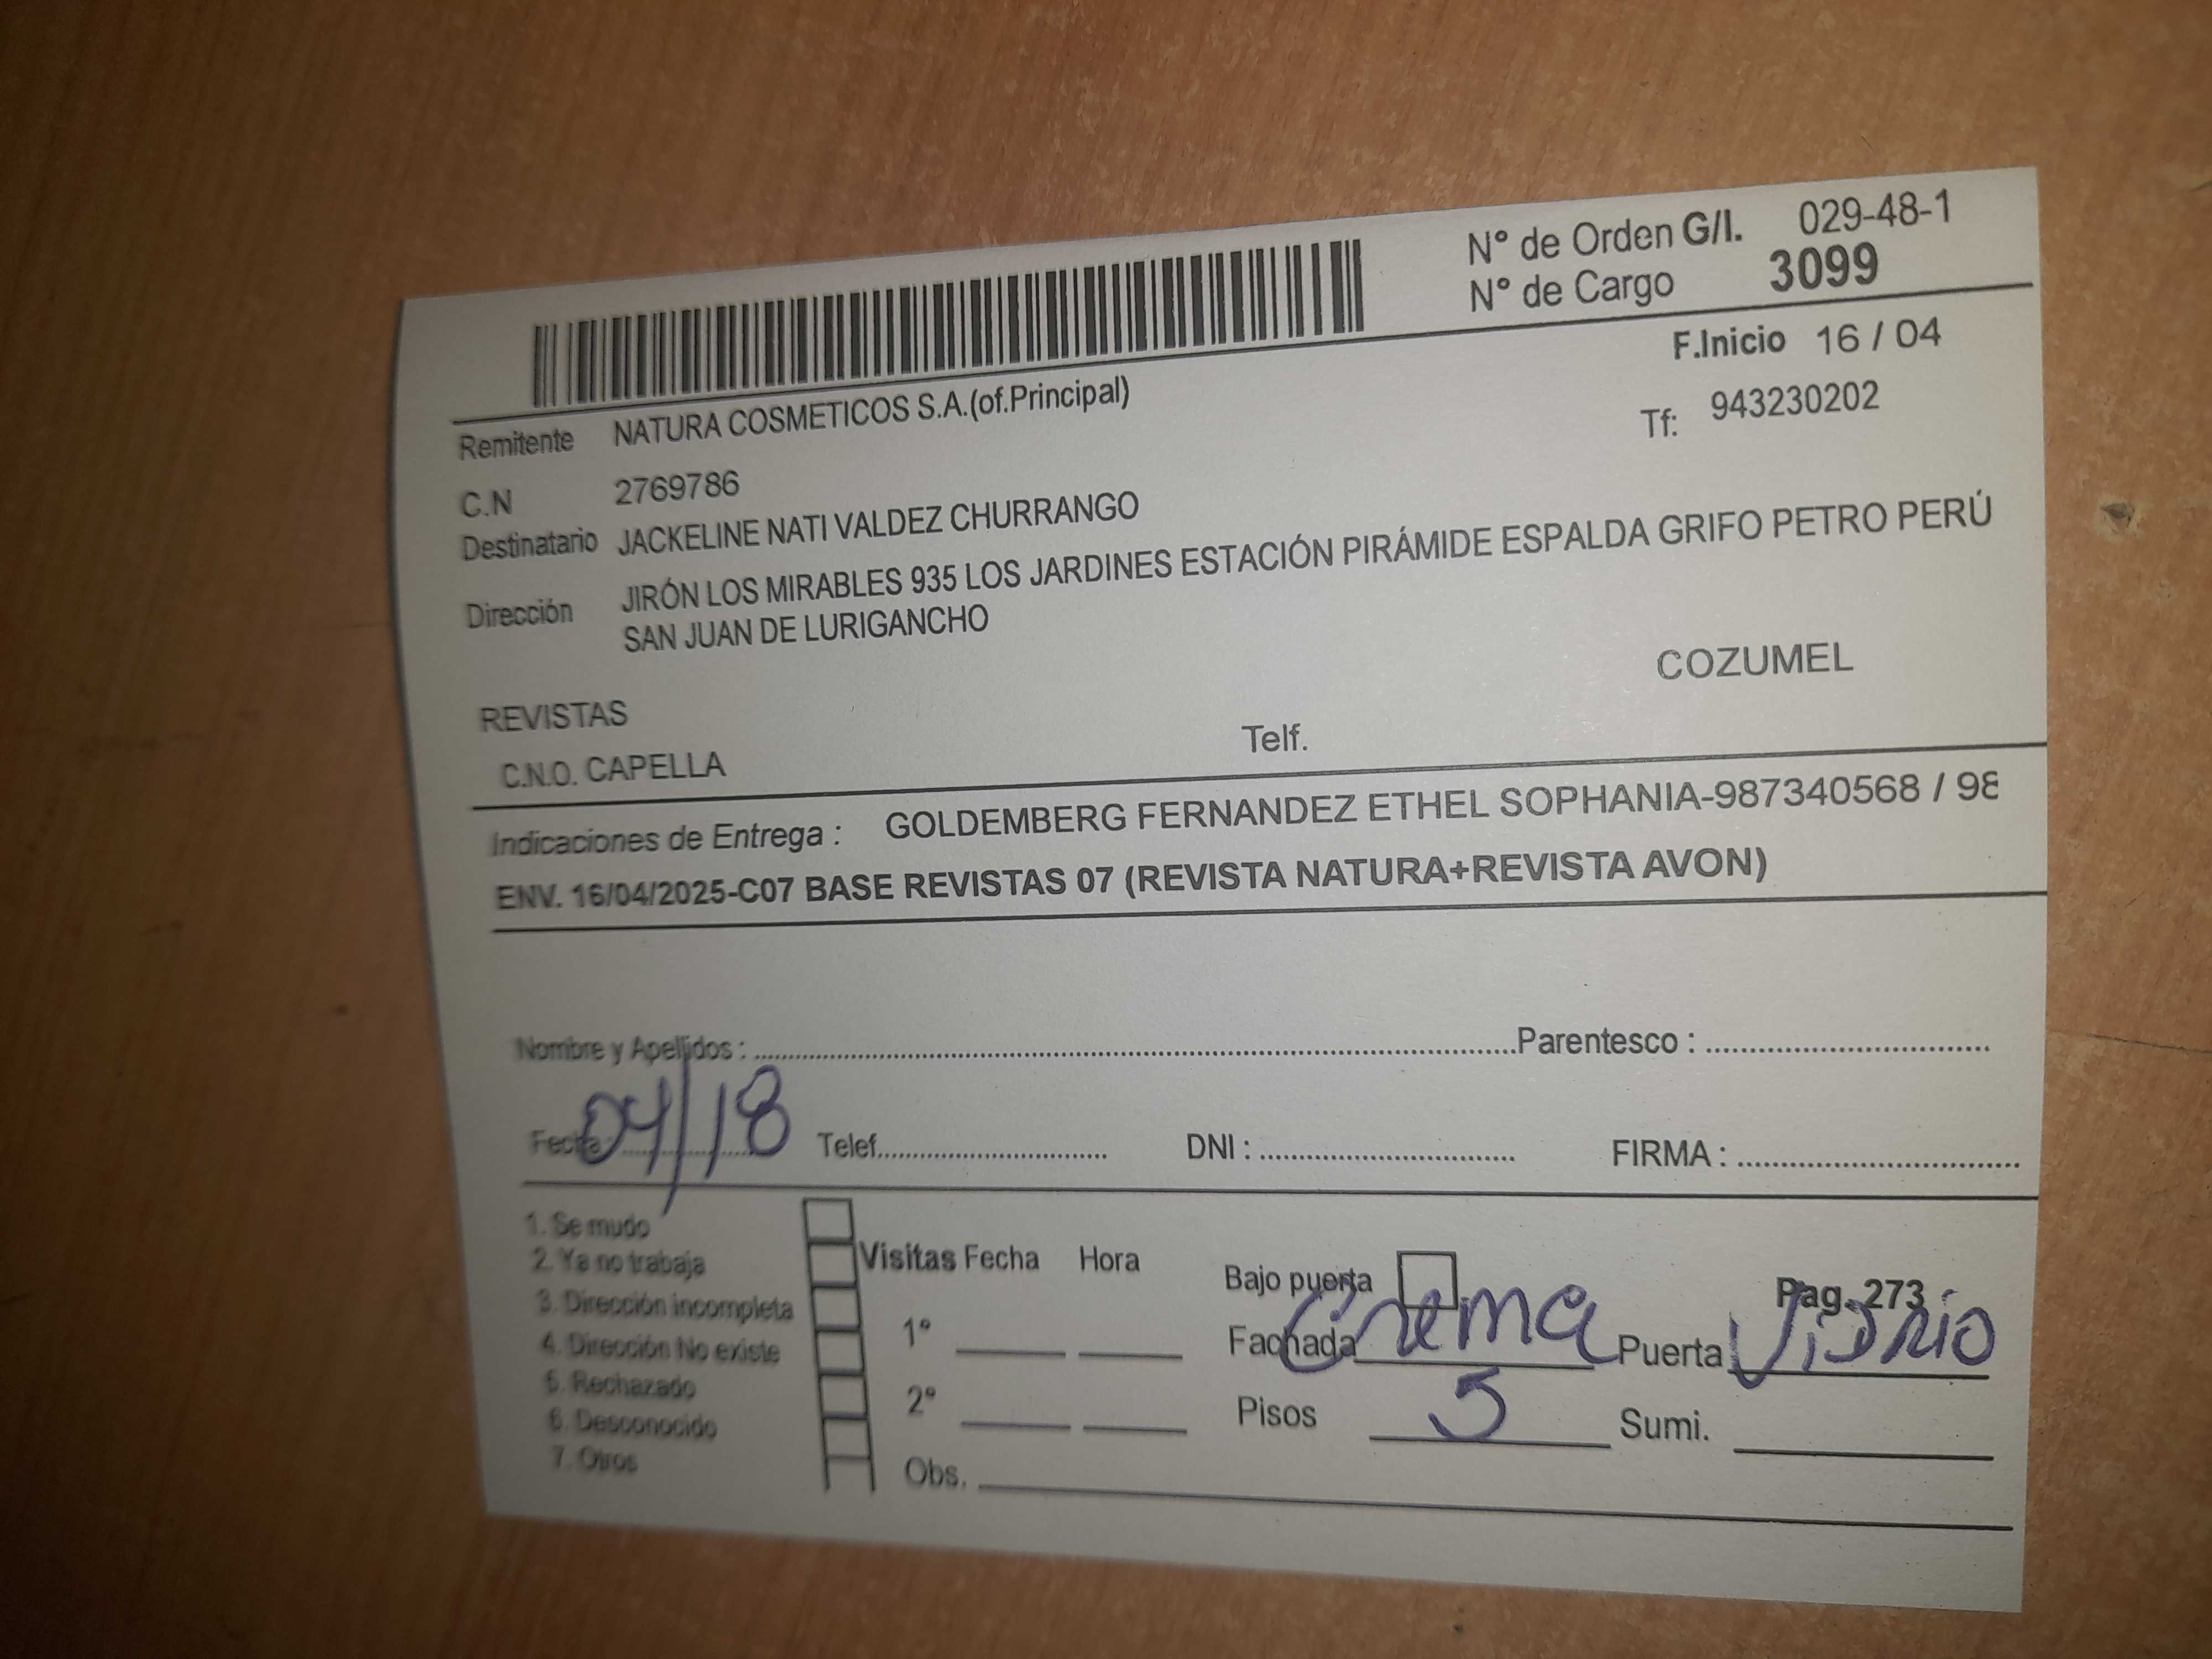 N° de Orden G/I. 029-48-1
N° de Cargo 3099
F.Inicio 16 / 04
Remitente NATURA COSMETICOS S.A.(of.Principal)
Tf: 943230202
C.N 2769786
Destinatario JACKELINE NATI VALDEZ CHURRANGO
Dirección JIRÓN LOS MIRABLES 935 LOS JARDINES ESTACIÓN PIRÁMIDE ESPALDA GRIFO PETRO PERÚ
SAN JUAN DE LURIGANCHO
COZUMEL
REVISTAS
C.N.O. CAPELLA Telf.
Indicaciones de Entrega : GOLDEMBERG FERNANDEZ ETHEL SOPHANIA-987340568 / 98
ENV. 16/04/2025-C07 BASE REVISTAS 07 (REVISTA NATURA+REVISTA AVON)
Nombre y Apellidos : Parentesco :
Fecha: 04/18 Telef. DNI : FIRMA :
1. Se mudo
2. Ya no trabaja
3. Dirección incompleta
4. Dirección No existe
5. Rechazado
6. Desconocido
7. Otros
Visitas Fecha Hora
1°
2°
Obs.
Bajo puerta Pag. 273
Fachada Crema Puerta Vidrio
Pisos 5 Sumi.